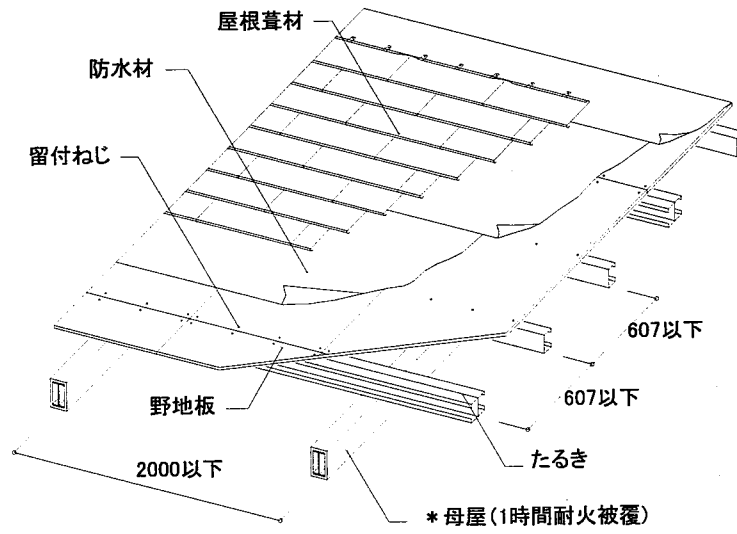 屋根葺材
防水材
留付ねじ
野地板
607以下
607以下
たるき
2000以下
*母屋(1時間耐火被覆)